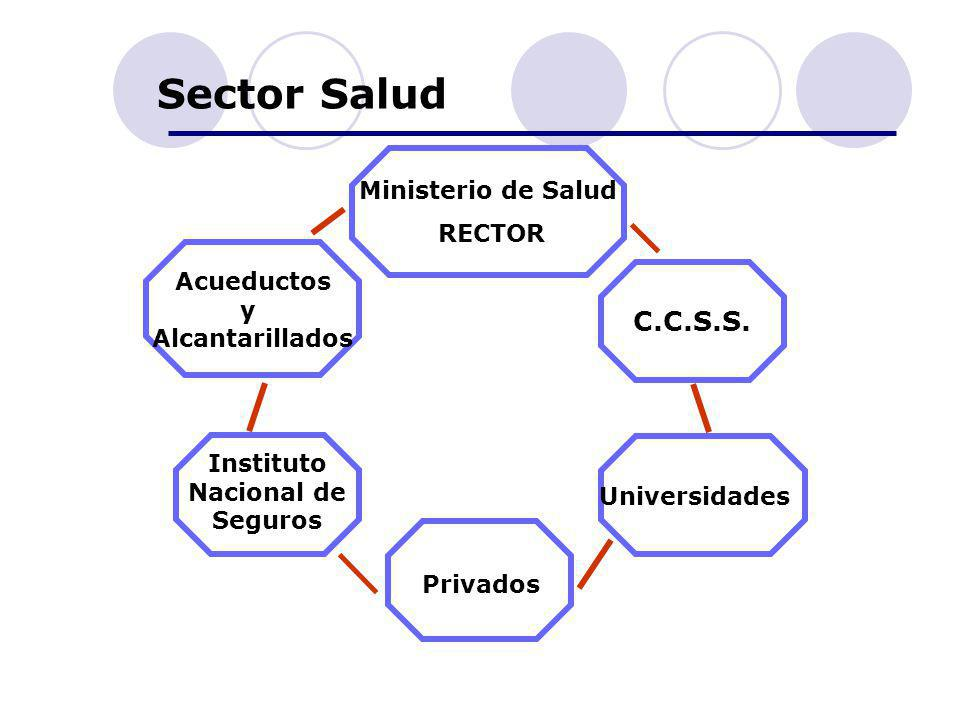 Sector Salud
Ministerio de Salud
RECTOR
Acueductos
y
Alcantarillados
C.C.S.S.
Instituto
Nacional de
Seguros
Universidades
Privados